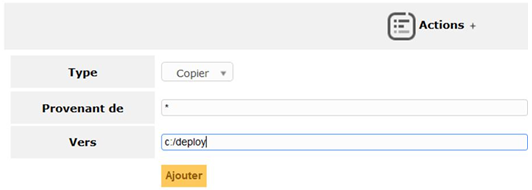 Actions +
Type Copier
Provenant de *
Vers c:/deploy
Ajouter